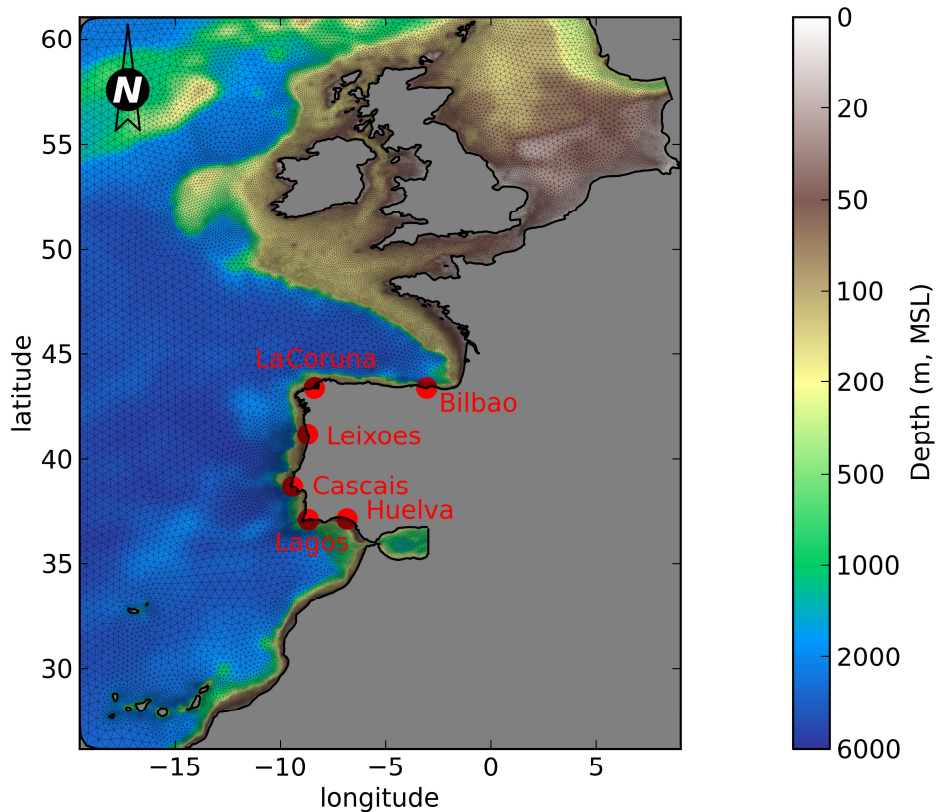 60
N
55
50
45
40
35
30
latitude
LaCoruna
Bilbao
Leixoes
Cascais
Huelva
Lagos
−15
−10
−5
0
5
longitude
0
20
50
100
200
500
1000
2000
6000
Depth (m, MSL)